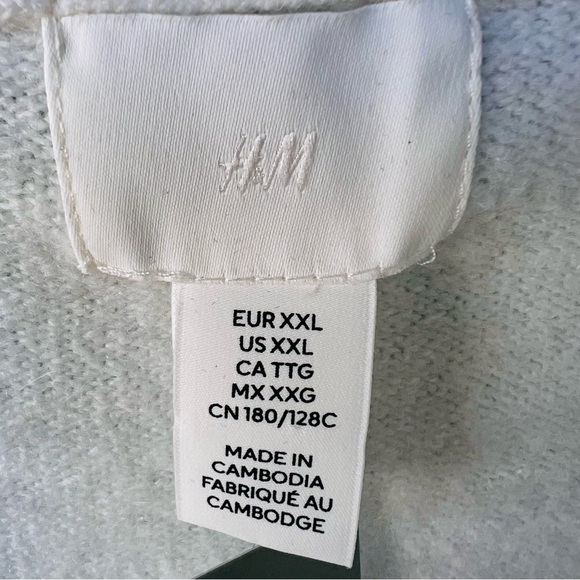 H&M
EUR XXL
US XXL
CA TTG
MX XXG
CN 180/128C
MADE IN
CAMBODIA
FABRIQUÉ AU
CAMBODGE